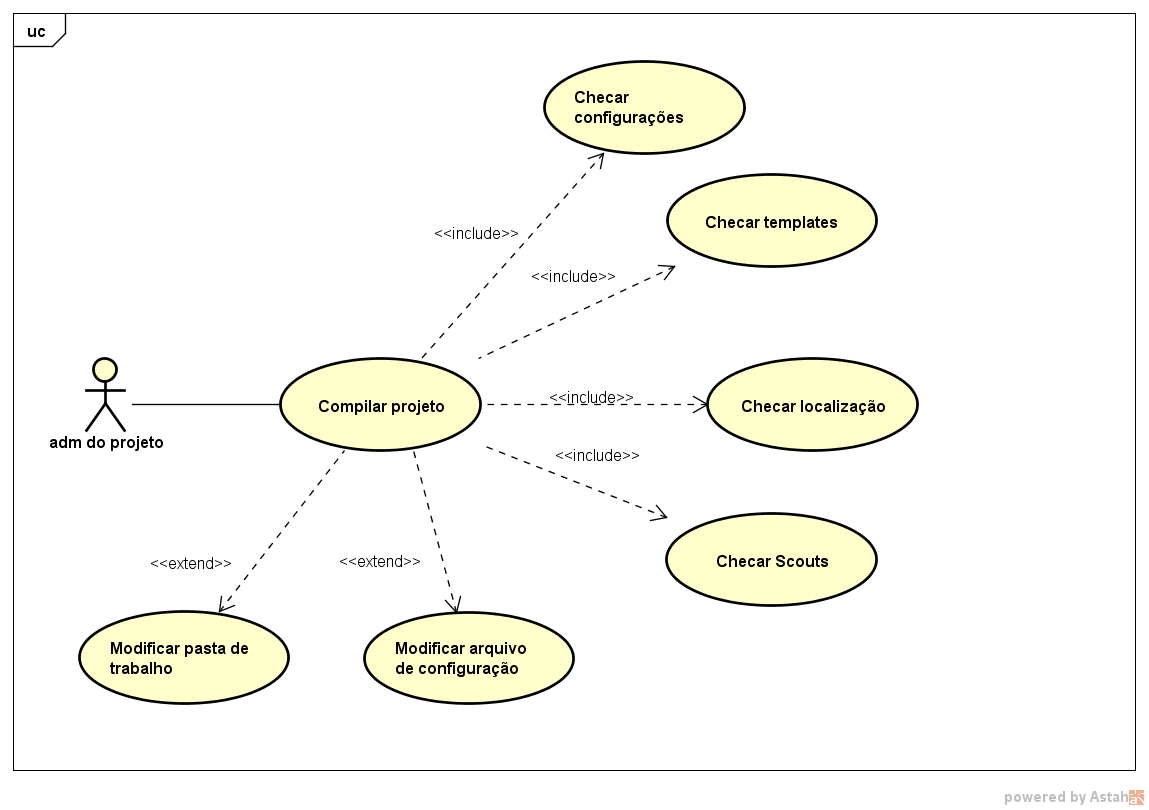 uc
Checar
configurações
<<include>>
Checar templates
<<include>>
adm do projeto
Compilar projeto
<<include>>
Checar localização
<<include>>
Checar Scouts
<<extend>>
<<extend>>
Modificar pasta de
trabalho
Modificar arquivo
de configuração
powered by Astah